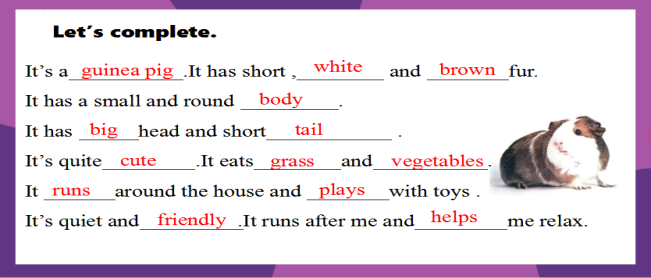 Let's complete.
It's a guinea pig .It has short , white and brown fur.
It has a small and round body .
It has big head and short tail .
It's quite cute .It eats grass and vegetables .
It runs around the house and plays with toys .
It's quiet and friendly .It runs after me and helps me relax.